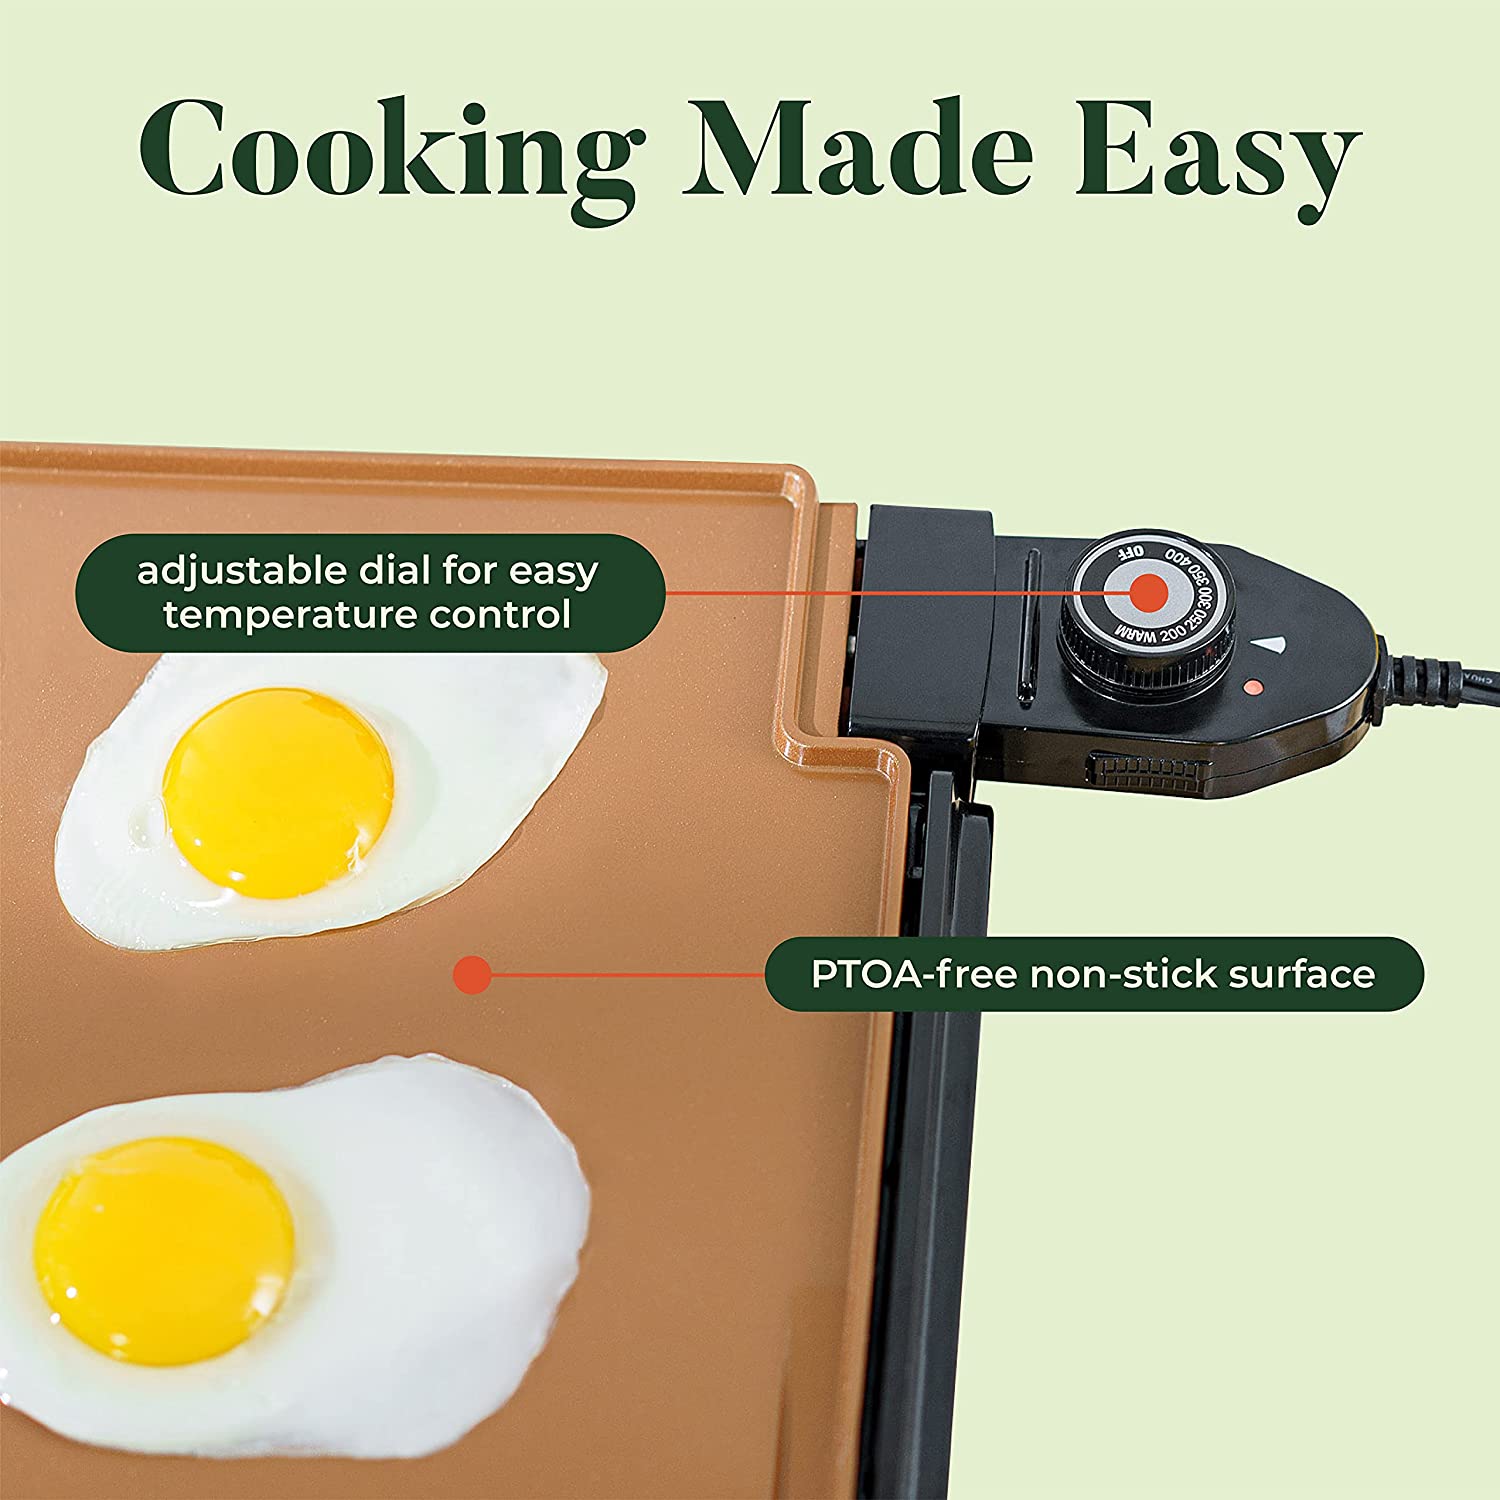 Cooking Made Easy
adjustable dial for easy
temperature control
OFF
WARM 200 250 300 350 400
PTOA-free non-stick surface